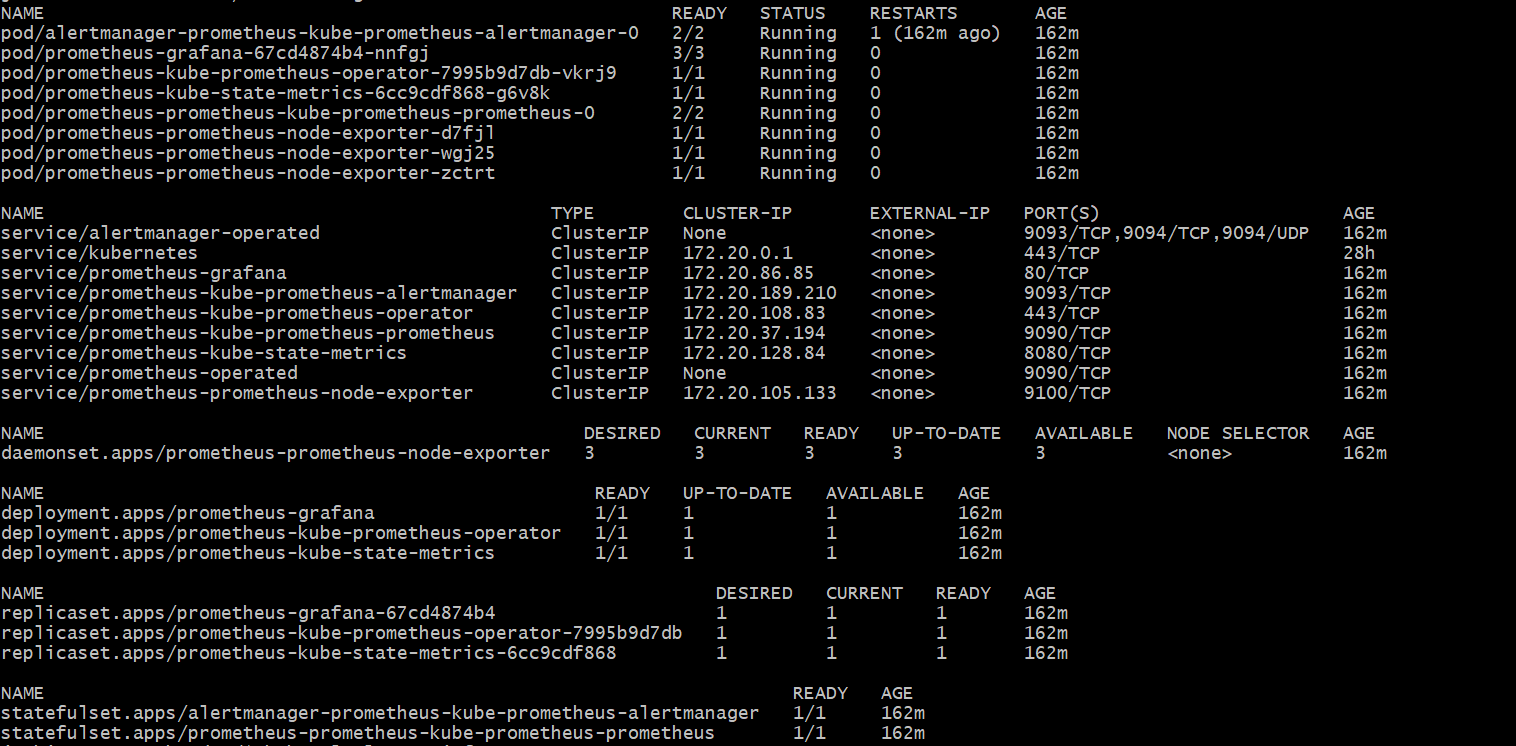 NAME READY STATUS RESTARTS AGE
pod/alertmanager-prometheus-kube-prometheus-alertmanager-0 2/2 Running 1 (162m ago) 162m
pod/prometheus-grafana-67cd4874b4-nnfgj 3/3 Running 0 162m
pod/prometheus-kube-prometheus-operator-7995b9d7db-vkrj9 1/1 Running 0 162m
pod/prometheus-kube-state-metrics-6cc9cdf868-g6v8k 1/1 Running 0 162m
pod/prometheus-prometheus-kube-prometheus-prometheus-0 2/2 Running 0 162m
pod/prometheus-prometheus-node-exporter-d7fjl 1/1 Running 0 162m
pod/prometheus-prometheus-node-exporter-wgj25 1/1 Running 0 162m
pod/prometheus-prometheus-node-exporter-zctrt 1/1 Running 0 162m
NAME TYPE CLUSTER-IP EXTERNAL-IP PORT(S) AGE
service/alertmanager-operated ClusterIP None <none> 9093/TCP,9094/TCP,9094/UDP 162m
service/kubernetes ClusterIP 172.20.0.1 <none> 443/TCP 28h
service/prometheus-grafana ClusterIP 172.20.86.85 <none> 80/TCP 162m
service/prometheus-kube-prometheus-alertmanager ClusterIP 172.20.189.210 <none> 9093/TCP 162m
service/prometheus-kube-prometheus-operator ClusterIP 172.20.108.83 <none> 443/TCP 162m
service/prometheus-kube-prometheus-prometheus ClusterIP 172.20.37.194 <none> 9090/TCP 162m
service/prometheus-kube-state-metrics ClusterIP 172.20.128.84 <none> 8080/TCP 162m
service/prometheus-operated ClusterIP None <none> 9090/TCP 162m
service/prometheus-prometheus-node-exporter ClusterIP 172.20.105.133 <none> 9100/TCP 162m
NAME DESIRED CURRENT READY UP-TO-DATE AVAILABLE NODE SELECTOR AGE
daemonset.apps/prometheus-prometheus-node-exporter 3 3 3 3 3 <none> 162m
NAME READY UP-TO-DATE AVAILABLE AGE
deployment.apps/prometheus-grafana 1/1 1 1 162m
deployment.apps/prometheus-kube-prometheus-operator 1/1 1 1 162m
deployment.apps/prometheus-kube-state-metrics 1/1 1 1 162m
NAME DESIRED CURRENT READY AGE
replicaset.apps/prometheus-grafana-67cd4874b4 1 1 1 162m
replicaset.apps/prometheus-kube-prometheus-operator-7995b9d7db 1 1 1 162m
replicaset.apps/prometheus-kube-state-metrics-6cc9cdf868 1 1 1 162m
NAME READY AGE
statefulset.apps/alertmanager-prometheus-kube-prometheus-alertmanager 1/1 162m
statefulset.apps/prometheus-prometheus-kube-prometheus-prometheus 1/1 162m